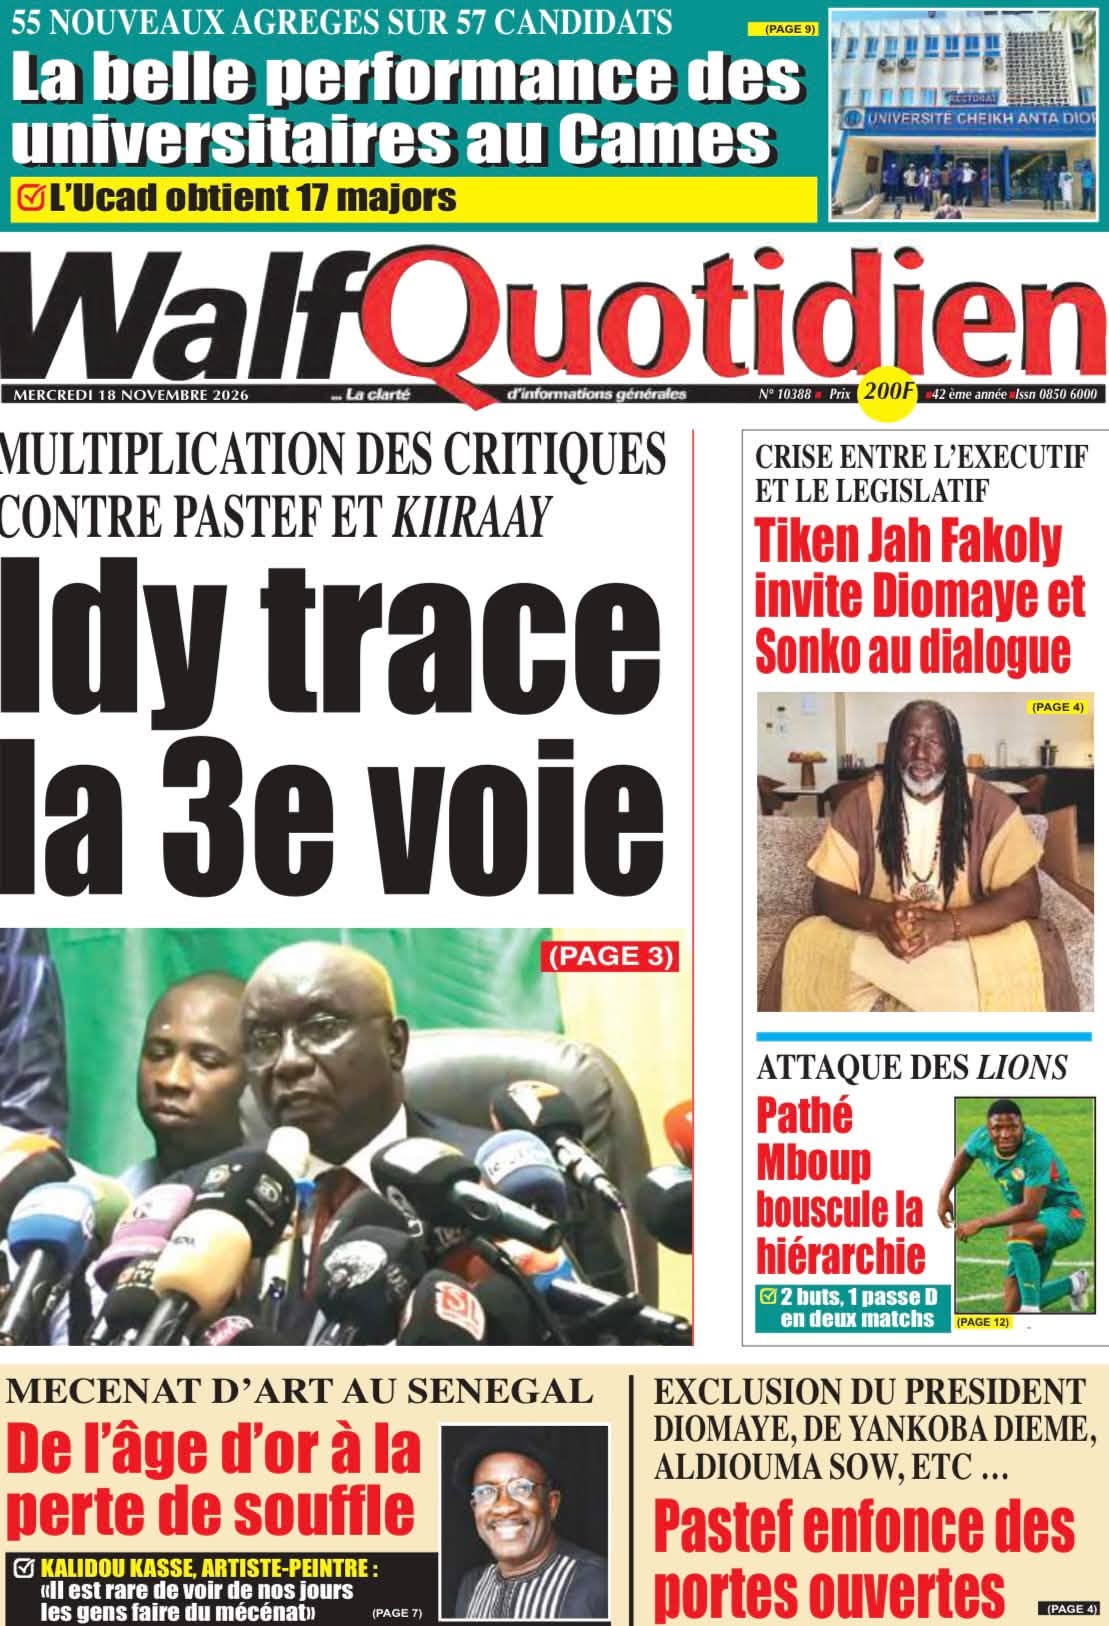 55 NOUVEAUX AGREGES SUR 57 CANDIDATS
(PAGE 9)
La belle performance des
universitaires au Cames
L'Ucad obtient 17 majors
RECTORAT
UNIVERSITÉ CHEIKH ANTA DIOP
WalfQuotidien
MERCREDI 18 NOVEMBRE 2026
... La clarté
d'informations générales
N° 10388 ■ Prix 200F ■ 42 ème année ■ Issn 0850 6000
MULTIPLICATION DES CRITIQUES
CONTRE PASTEF ET KIIRAAY
Idy trace
la 3e voie
(PAGE 3)
CRISE ENTRE L'EXECUTIF
ET LE LEGISLATIF
Tiken Jah Fakoly
invite Diomaye et
Sonko au dialogue
(PAGE 4)
ATTAQUE DES LIONS
Pathé
Mboup
bouscule la
hiérarchie
2 buts, 1 passe D
en deux matchs
(PAGE 12)
MECENAT D'ART AU SENEGAL
De l'âge d'or à la
perte de souffle
KALIDOU KASSE, ARTISTE-PEINTRE :
«Il est rare de voir de nos jours
les gens faire du mécénat»
(PAGE 7)
EXCLUSION DU PRESIDENT
DIOMAYE, DE YANKOBA DIEME,
ALDIOUMA SOW, ETC ...
Pastef enfonce des
portes ouvertes
(PAGE 4)